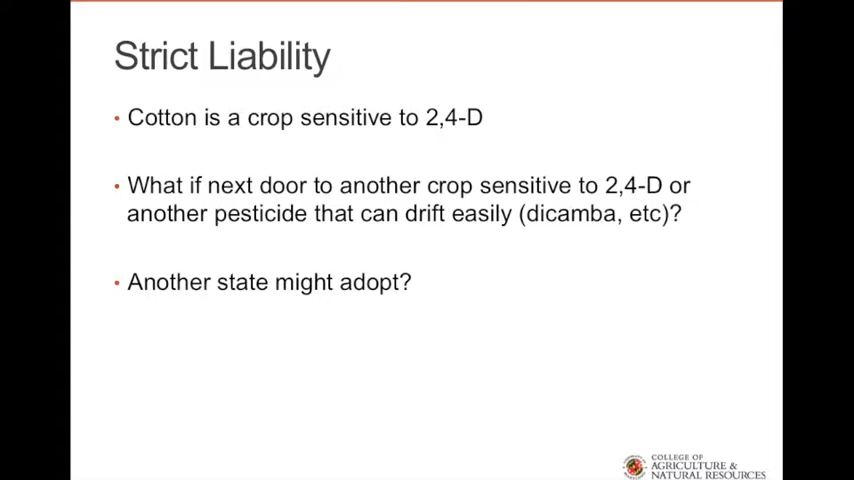 Strict Liability
• Cotton is a crop sensitive to 2,4-D
• What if next door to another crop sensitive to 2,4-D or
another pesticide that can drift easily (dicamba, etc)?
• Another state might adopt?
COLLEGE OF
AGRICULTURE &
NATURAL RESOURCES